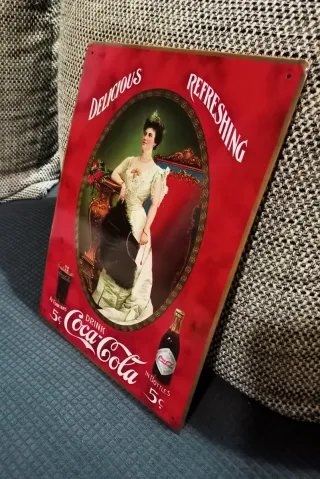 DELICIOUS REFRESHING
DRINK
Coca-Cola
5¢
IN BOTTLES
5¢